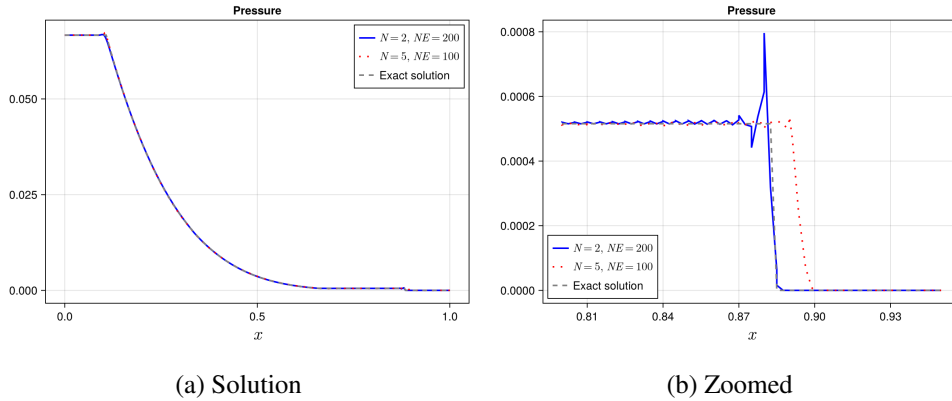 Pressure
N = 2, NE = 200
N = 5, NE = 100
Exact solution
0.050
0.025
0.000
0.0
0.5
1.0
x
(a) Solution
Pressure
0.0008
0.0006
0.0004
0.0002
0.0000
N = 2, NE = 200
N = 5, NE = 100
Exact solution
0.81
0.84
0.87
0.90
0.93
x
(b) Zoomed